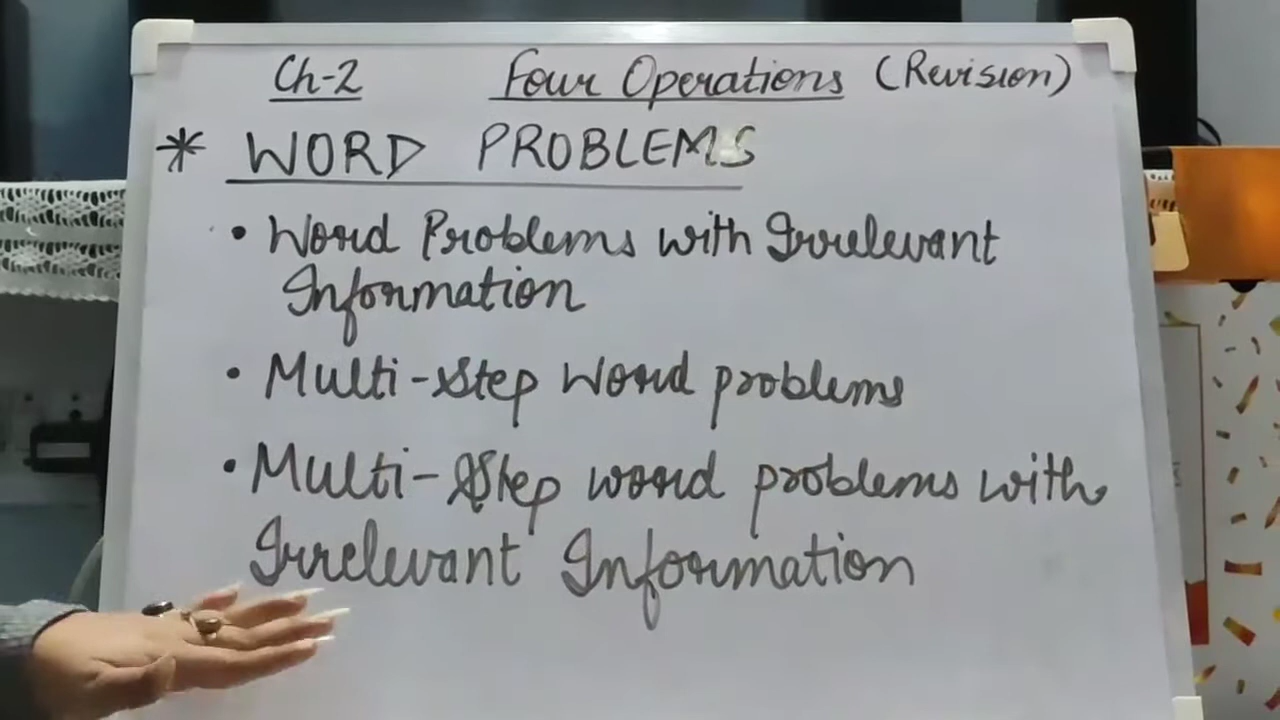 Ch-2 Four Operations (Revision)
* WORD PROBLEMS
• Word Problems with Irrelevant
Information
• Multi-Step Word problems
• Multi-Step word problems with
Irrelevant Information